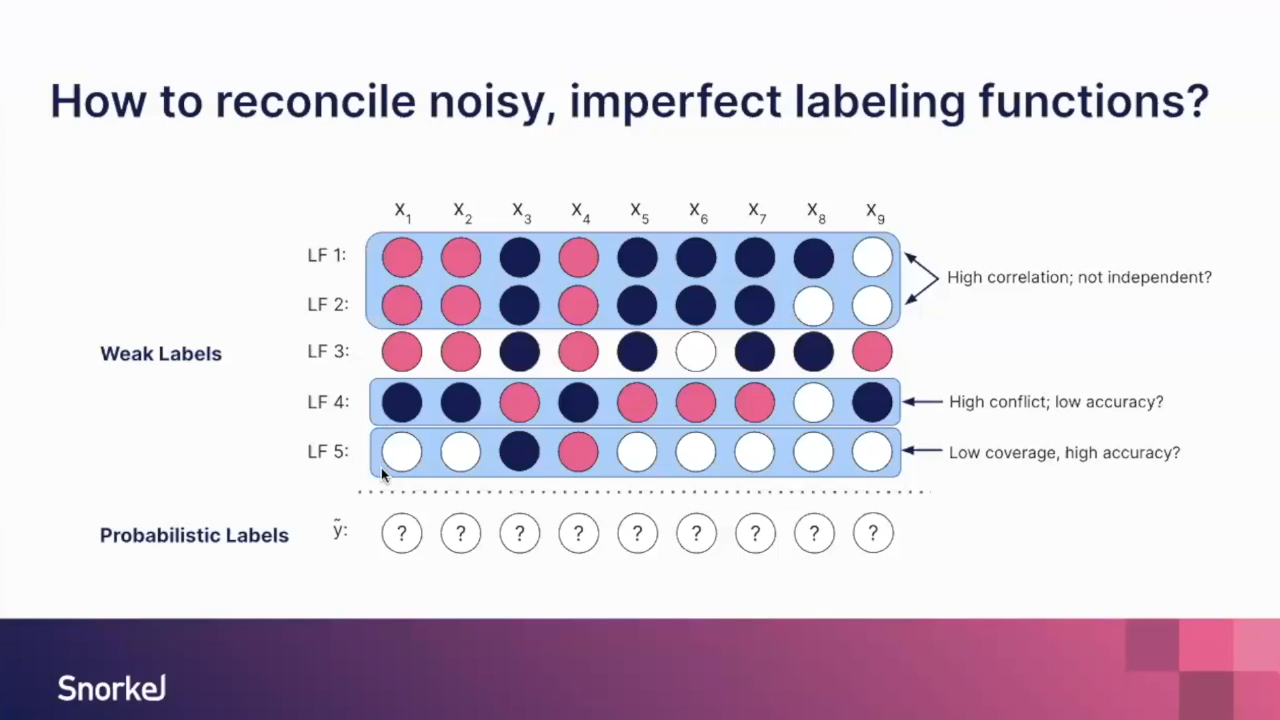 How to reconcile noisy, imperfect labeling functions?
X1 X2 X3 X4 X5 X6 X7 X8 X9
LF 1:
High correlation; not independent?
LF 2:
Weak Labels
LF 3:
LF 4:
High conflict; low accuracy?
LF 5:
Low coverage, high accuracy?
Probabilistic Labels
ỹ: ? ? ? ? ? ? ? ? ?
Snorkel